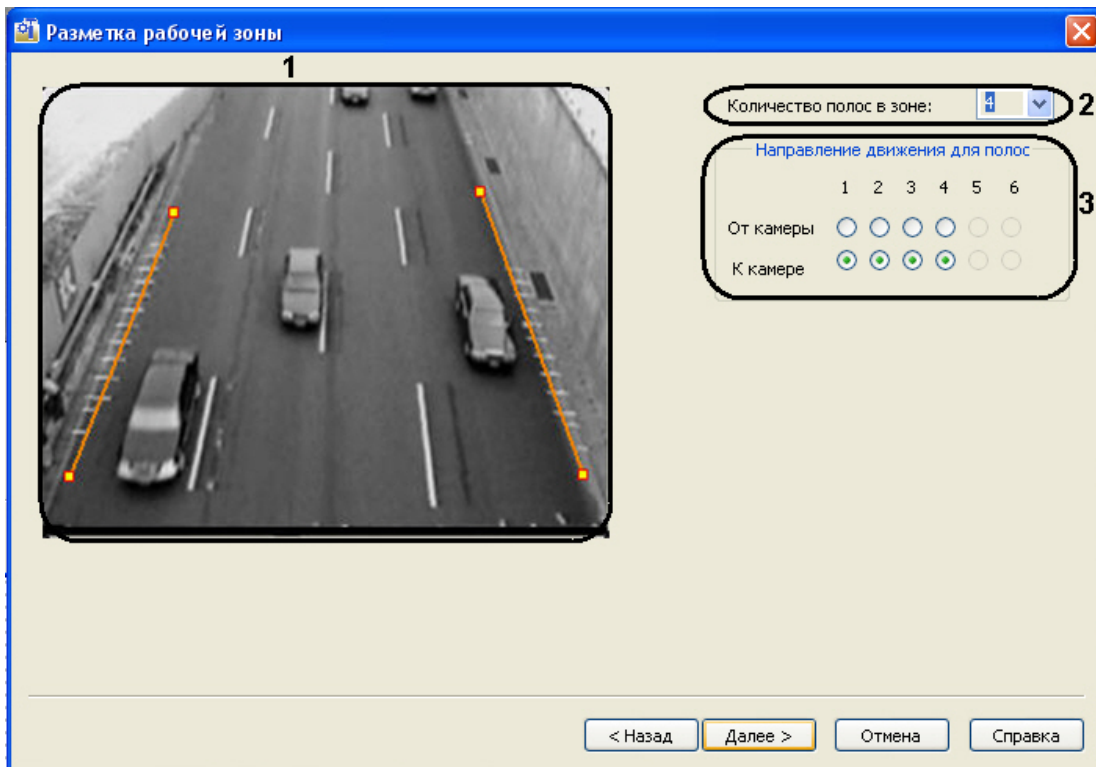 Разметка рабочей зоны
1
Количество полос в зоне: 4
2
Направление движения для полос
1 2 3 4 5 6
3
От камеры
К камере
< Назад
Далее >
Отмена
Справка